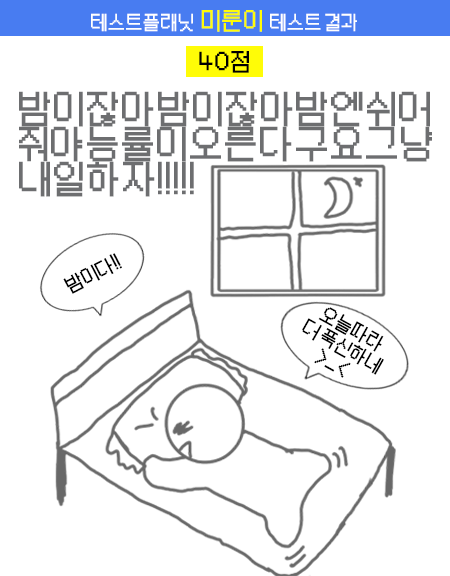 테스트플래닛 미룬이 테스트 결과
40점
밤이잖아밤이잖아밤엔쉬어
줘야능률이오른다구요그냥
내일하자!!!!!
밤이다!!
오늘따라
더푹신하네
>_<